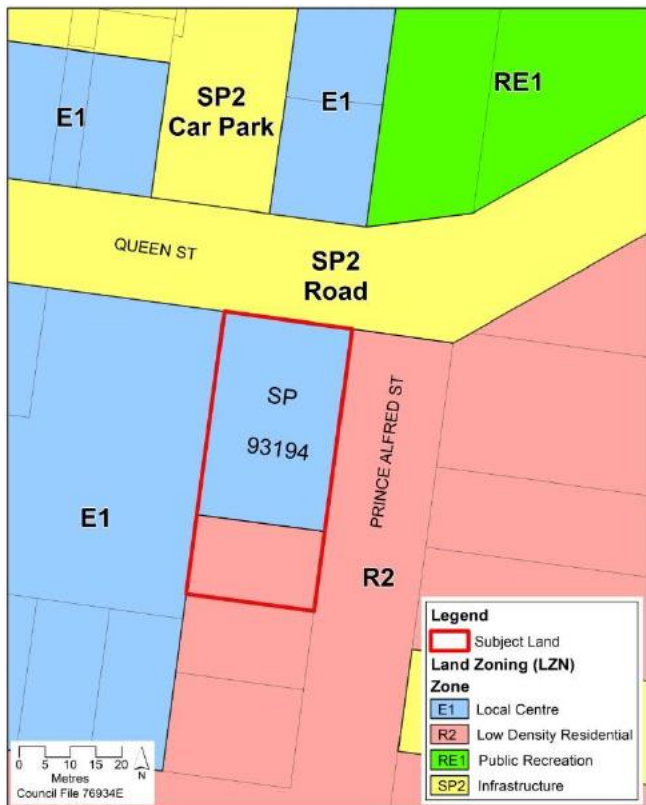 E1
SP2
Car Park
E1
RE1
QUEEN ST
SP2
Road
SP
93194
PRINCE ALFRED ST
E1
R2
Legend
Subject Land
Land Zoning (LZN)
Zone
E1 Local Centre
R2 Low Density Residential
RE1 Public Recreation
SP2 Infrastructure
0 5 10 15 20
Metres
N
Council File 76934E